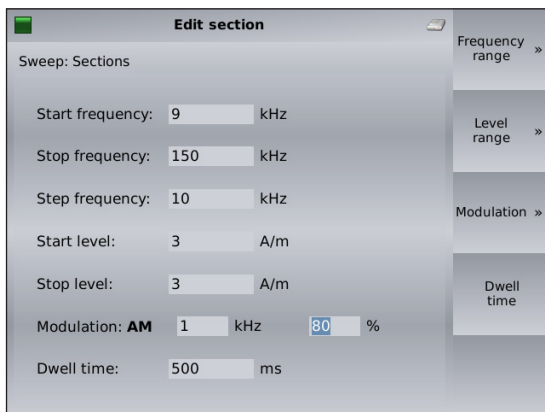 Edit section
Sweep: Sections
Start frequency: 9 kHz
Stop frequency: 150 kHz
Step frequency: 10 kHz
Start level: 3 A/m
Stop level: 3 A/m
Modulation: AM 1 kHz 80 %
Dwell time: 500 ms
Frequency
range »
Level
range »
Modulation »
Dwell
time